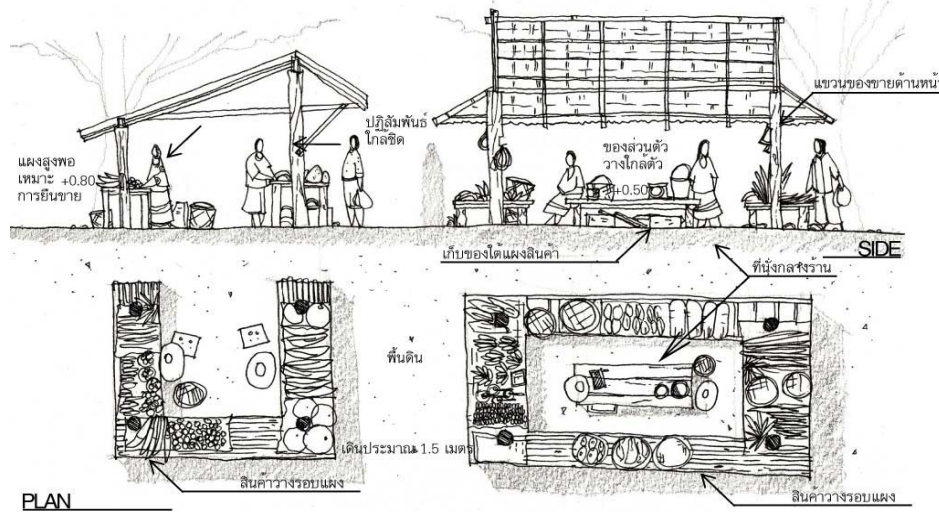 แขวนของขายด้านหน้า
ปฏิสัมพันธ์
ใกล้ชิด
ของส่วนตัว
วางใกล้ตัว
แผงสูงพอ
เหมาะ +0.80
การยืนขาย
+0.50
เก็บของใต้แผงสินค้า
SIDE
ที่นั่งกลางร้าน
พื้นดิน
เดินประมาณ 1.5 เมตร
สินค้าวางรอบแผง
สินค้าวางรอบแผง
PLAN